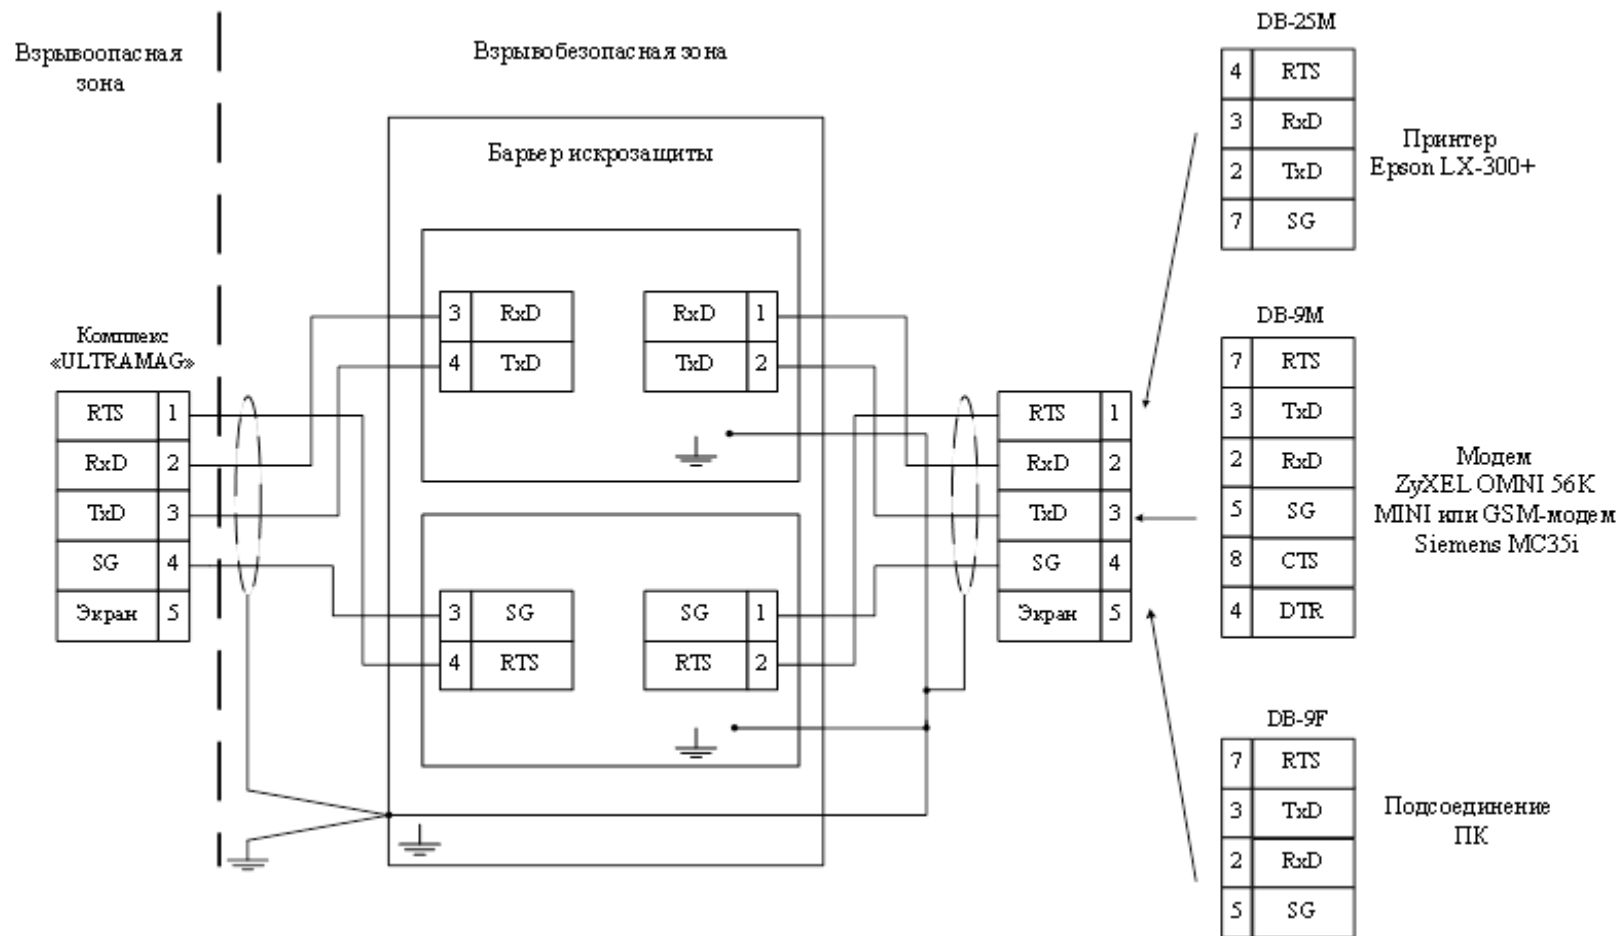 Взрывоопасная
зона
Взрывобезопасная зона
Барьер искрозащиты
3 RxD
4 TxD
RxD 1
TxD 2
Комплекс
«ULTRAMAG»
RTS 1
RxD 2
TxD 3
SG 4
Экран 5
3 SG
4 RTS
SG 1
RTS 2
RTS 1
RxD 2
TxD 3
SG 4
Экран 5
DB-25M
4 RTS
3 RxD
2 TxD
7 SG
Принтер
Epson LX-300+
DB-9M
7 RTS
3 TxD
2 RxD
5 SG
8 CTS
4 DTR
Модем
ZyXEL OMNI 56K
MINI или GSM-модем
Siemens MC35i
DB-9F
7 RTS
3 TxD
2 RxD
5 SG
Подсоединение
ПК